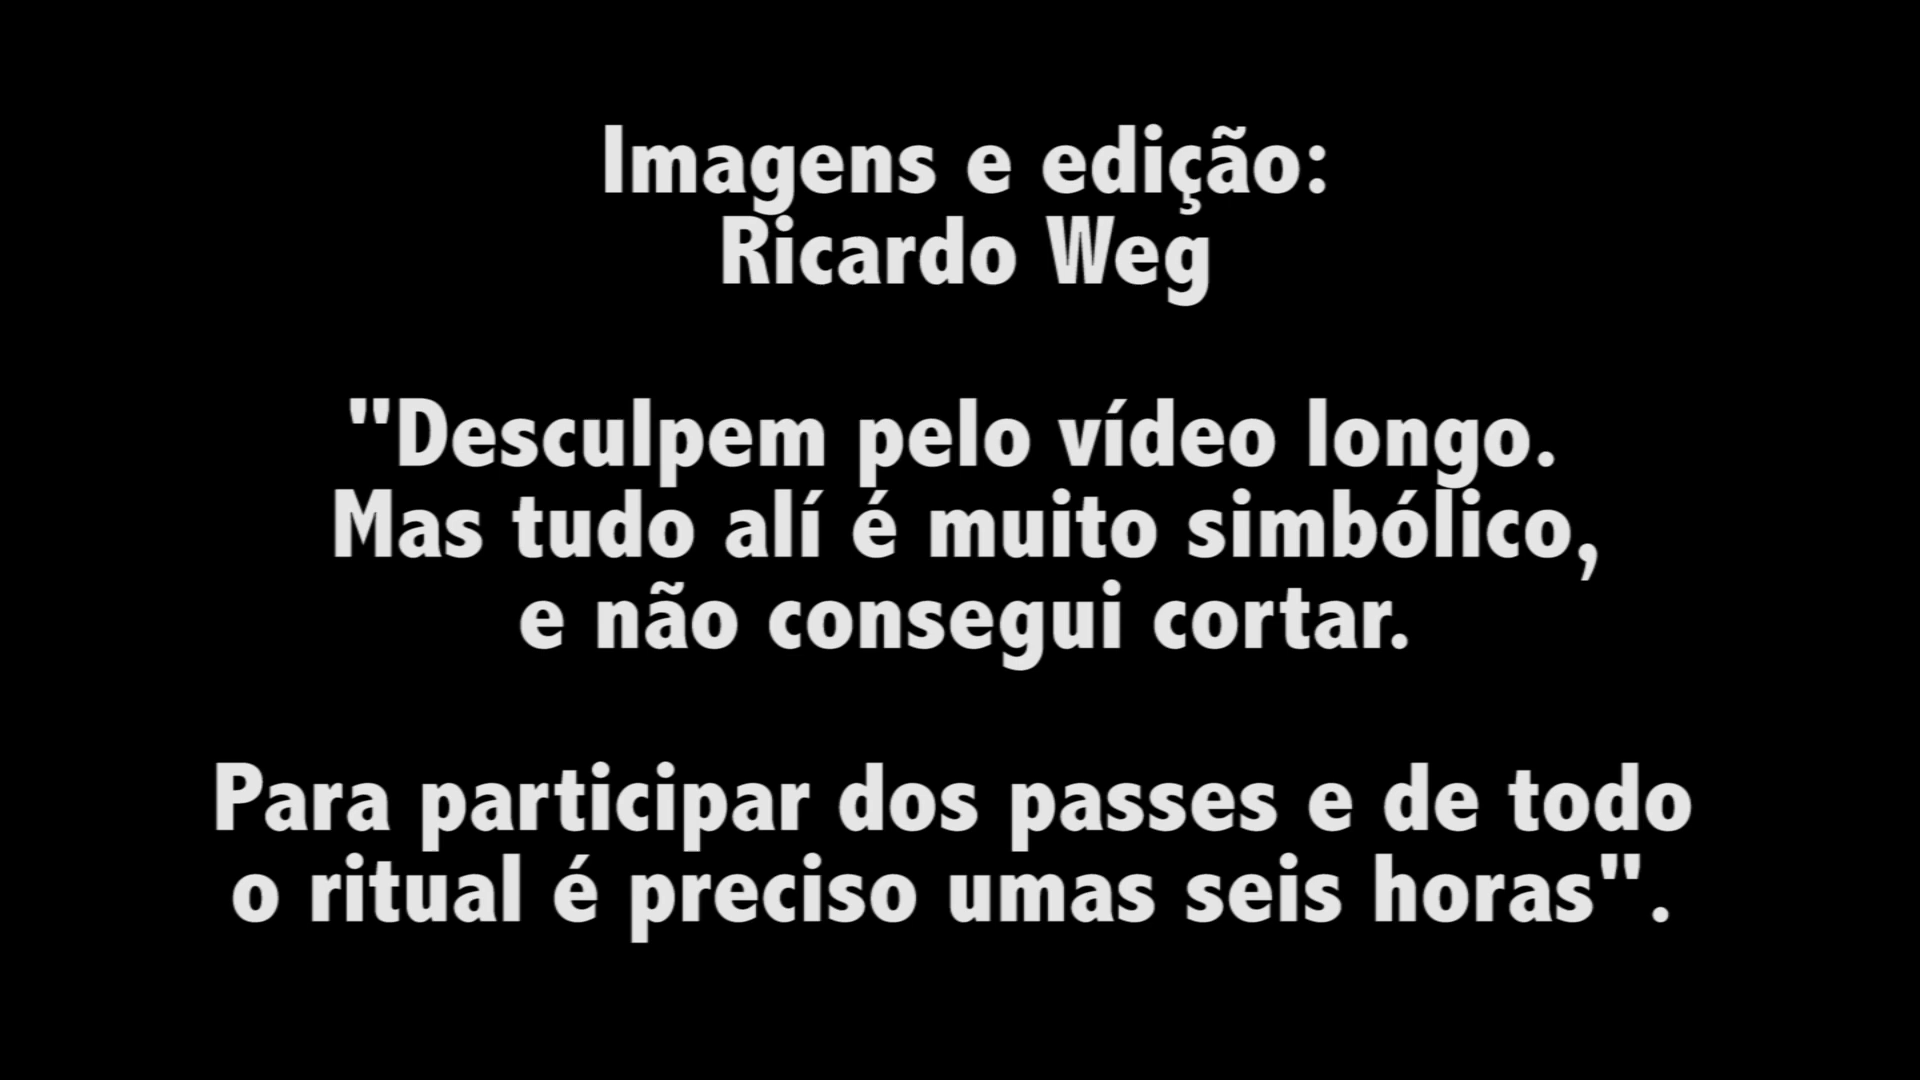 Imagens e edição:
Ricardo Weg
"Desculpem pelo vídeo longo.
Mas tudo alí é muito simbólico,
e não consegui cortar.
Para participar dos passes e de todo
o ritual é preciso umas seis horas".